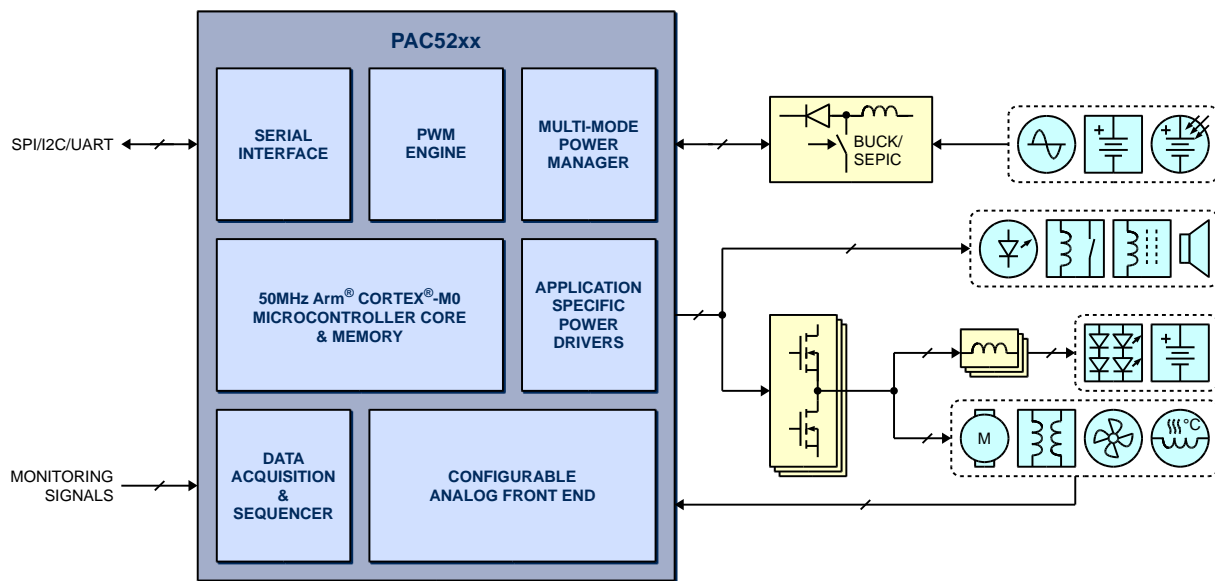 PAC52xx
SPI/I2C/UART
SERIAL
INTERFACE
PWM
ENGINE
MULTI-MODE
POWER
MANAGER
BUCK/
SEPIC
+
+
50MHz Arm® CORTEX®-M0
MICROCONTROLLER CORE
& MEMORY
APPLICATION
SPECIFIC
POWER
DRIVERS
+
M
°C
MONITORING
SIGNALS
DATA
ACQUISITION
&
SEQUENCER
CONFIGURABLE
ANALOG FRONT END